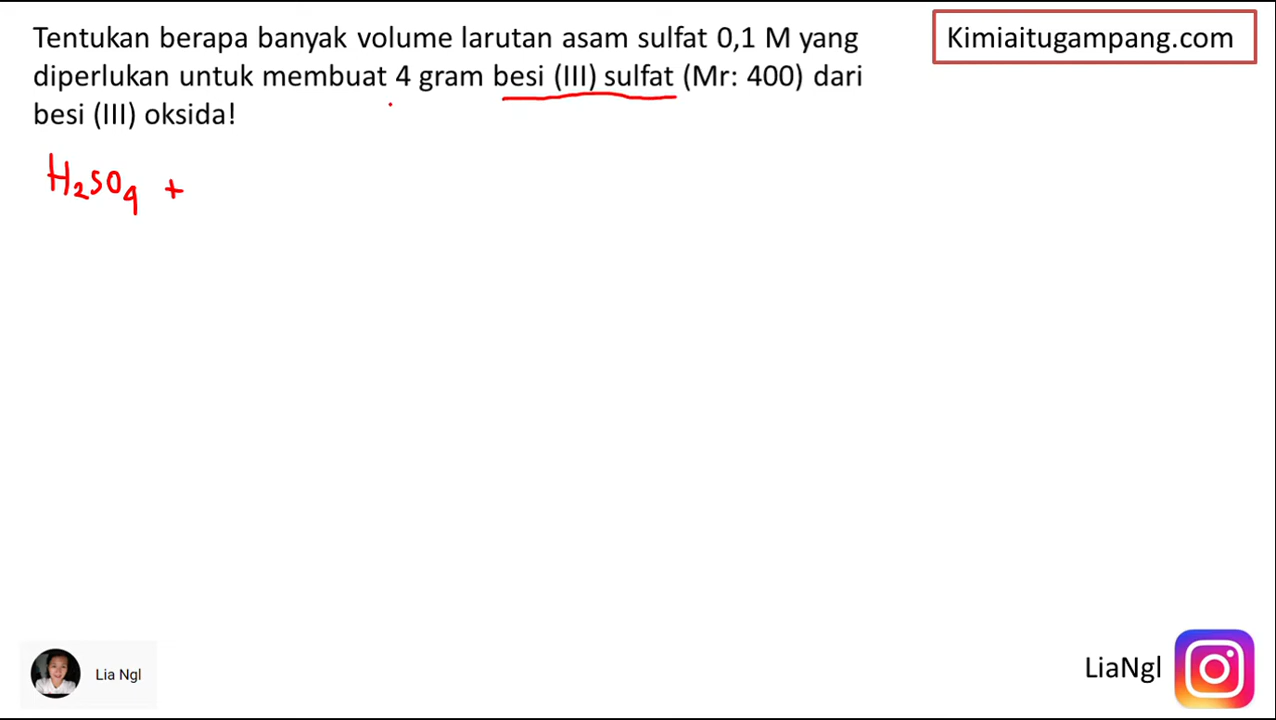 Tentukan berapa banyak volume larutan asam sulfat 0,1 M yang
diperlukan untuk membuat 4 gram besi (III) sulfat (Mr: 400) dari
besi (III) oksida!
Kimiaitugampang.com
H₂SO₄ +
Lia Ngl
LiaNgl